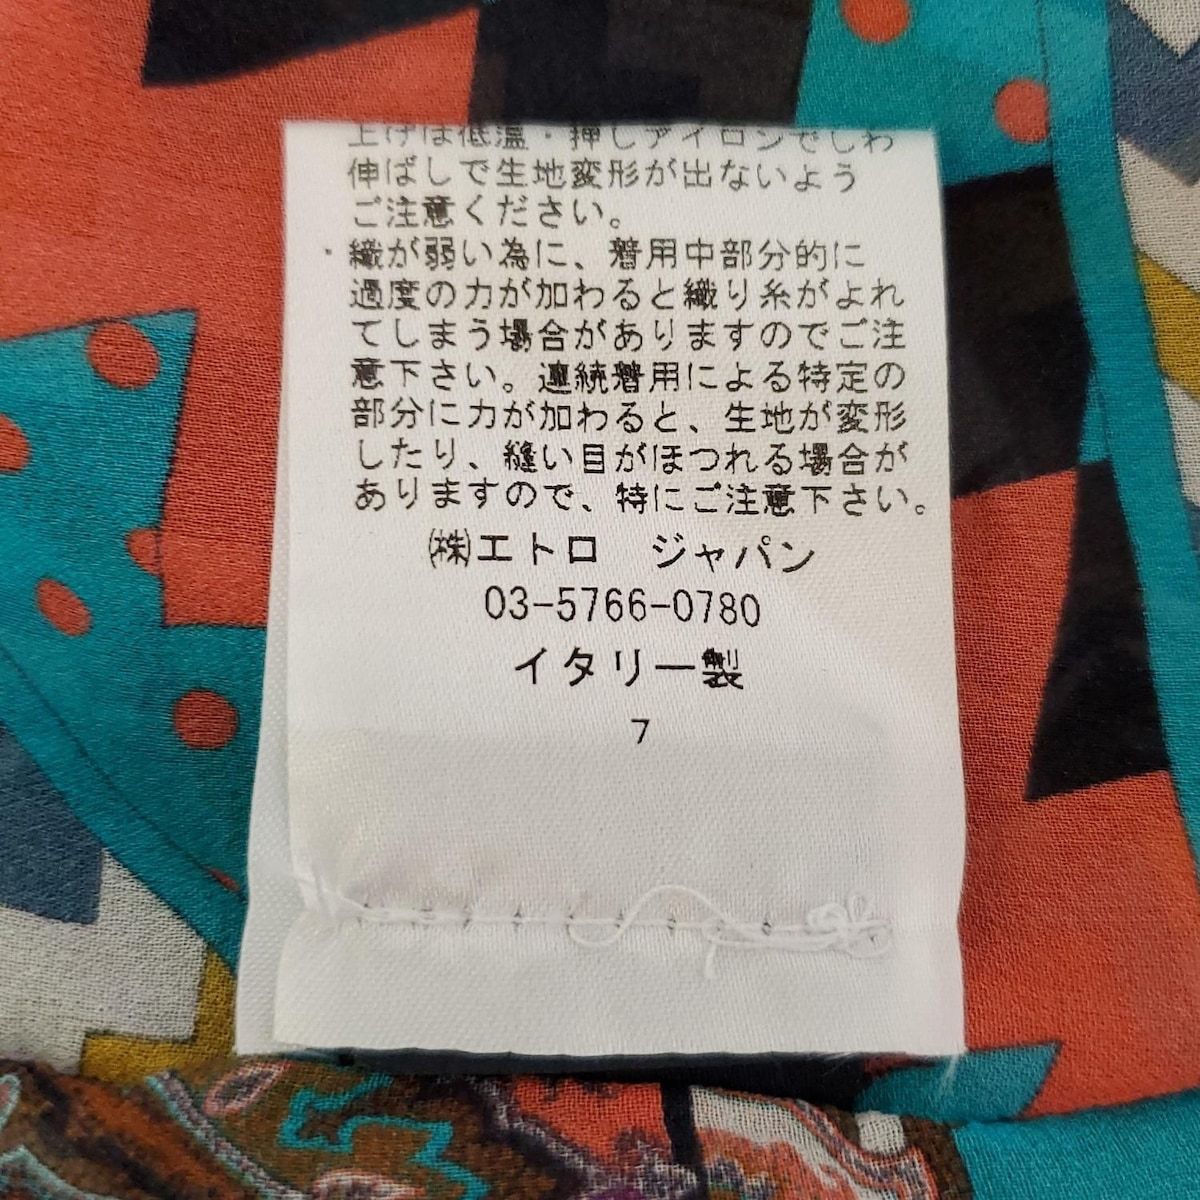 上げは低温・押しアイロンでしわ
伸ばしで生地変形が出ないよう
ご注意ください。
・織が弱い為に、着用中部分的に
過度の力が加わると織り糸がよれ
てしまう場合がありますのでご注
意下さい。連続着用による特定の
部分に力が加わると、生地が変形
したり、縫い目がほつれる場合が
ありますので、特にご注意下さい。
㈱エトロ ジャパン
03-5766-0780
イタリー製
7